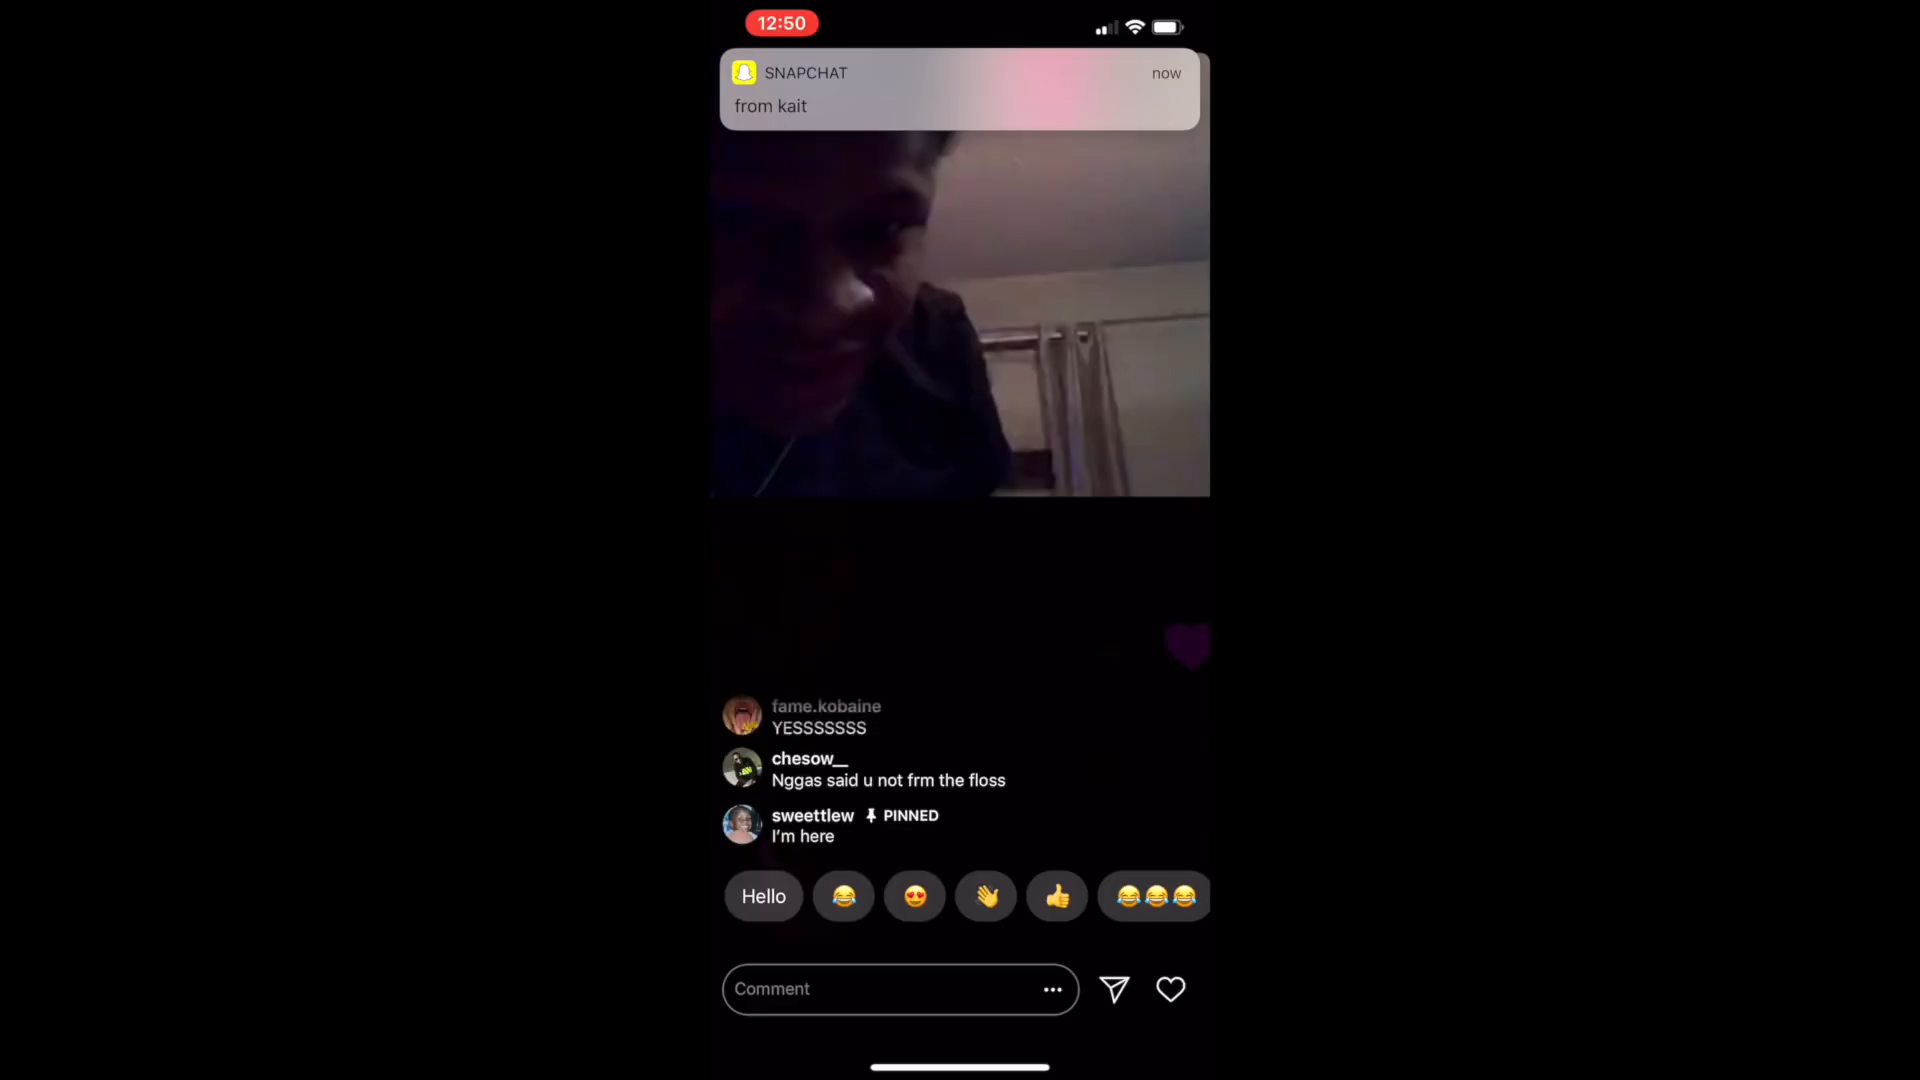 12:50
SNAPCHAT now
from kait
fame.kobaine
YESSSSSSS
chesow__
Nggas said u not frm the floss
sweettlew PINNED
I'm here
Hello
Comment